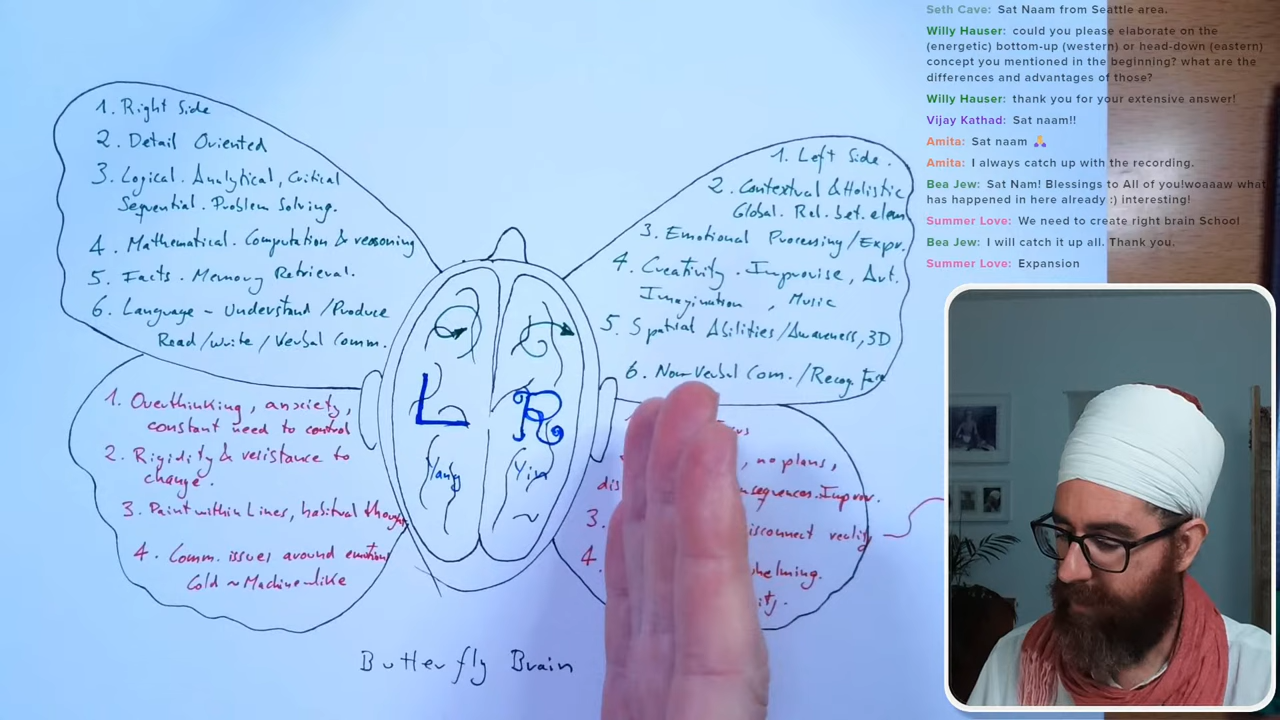 1. Right Side
2. Detail Oriented
3. Logical. Analytical, Critical
Sequential. Problem Solving.
4. Mathematical. Computation & reasoning
5. Facts. Memory Retrieval.
6. Language - Understand /Produce
Read/Write / Verbal Comm.
1. Overthinking, anxiety,
constant need to control
2. Rigidity & resistance to
change.
3. Paint within Lines, habitual thought
4. Comm. issues around emotions
Cold ~ Machine-like
L
R
Yang
Yin
1. Left Side.
2. Contextual & Holistic
Global. Rel. bet. elem
3. Emotional Processing/Expr.
4. Creativity. Improvise, Art.
Imagination, Music
5. Spatial Abilities/Awareness, 3D
6. Non-Verbal Com. /Recog. Face
, no plans,
Improv.
3.
disconnect reality
4.
Butterfly Brain
Seth Cave: Sat Naam from Seattle area.
Willy Hauser: could you please elaborate on the
(energetic) bottom-up (western) or head-down (eastern)
concept you mentioned in the beginning? what are the
differences and advantages of those?
Willy Hauser: thank you for your extensive answer!
Vijay Kathad: Sat naam!!
Amita: Sat naam 🙏
Amita: I always catch up with the recording.
Bea Jew: Sat Nam! Blessings to All of you!woaaaw what
has happened in here already :) interesting!
Summer Love: We need to create right brain School
Bea Jew: I will catch it up all. Thank you.
Summer Love: Expansion